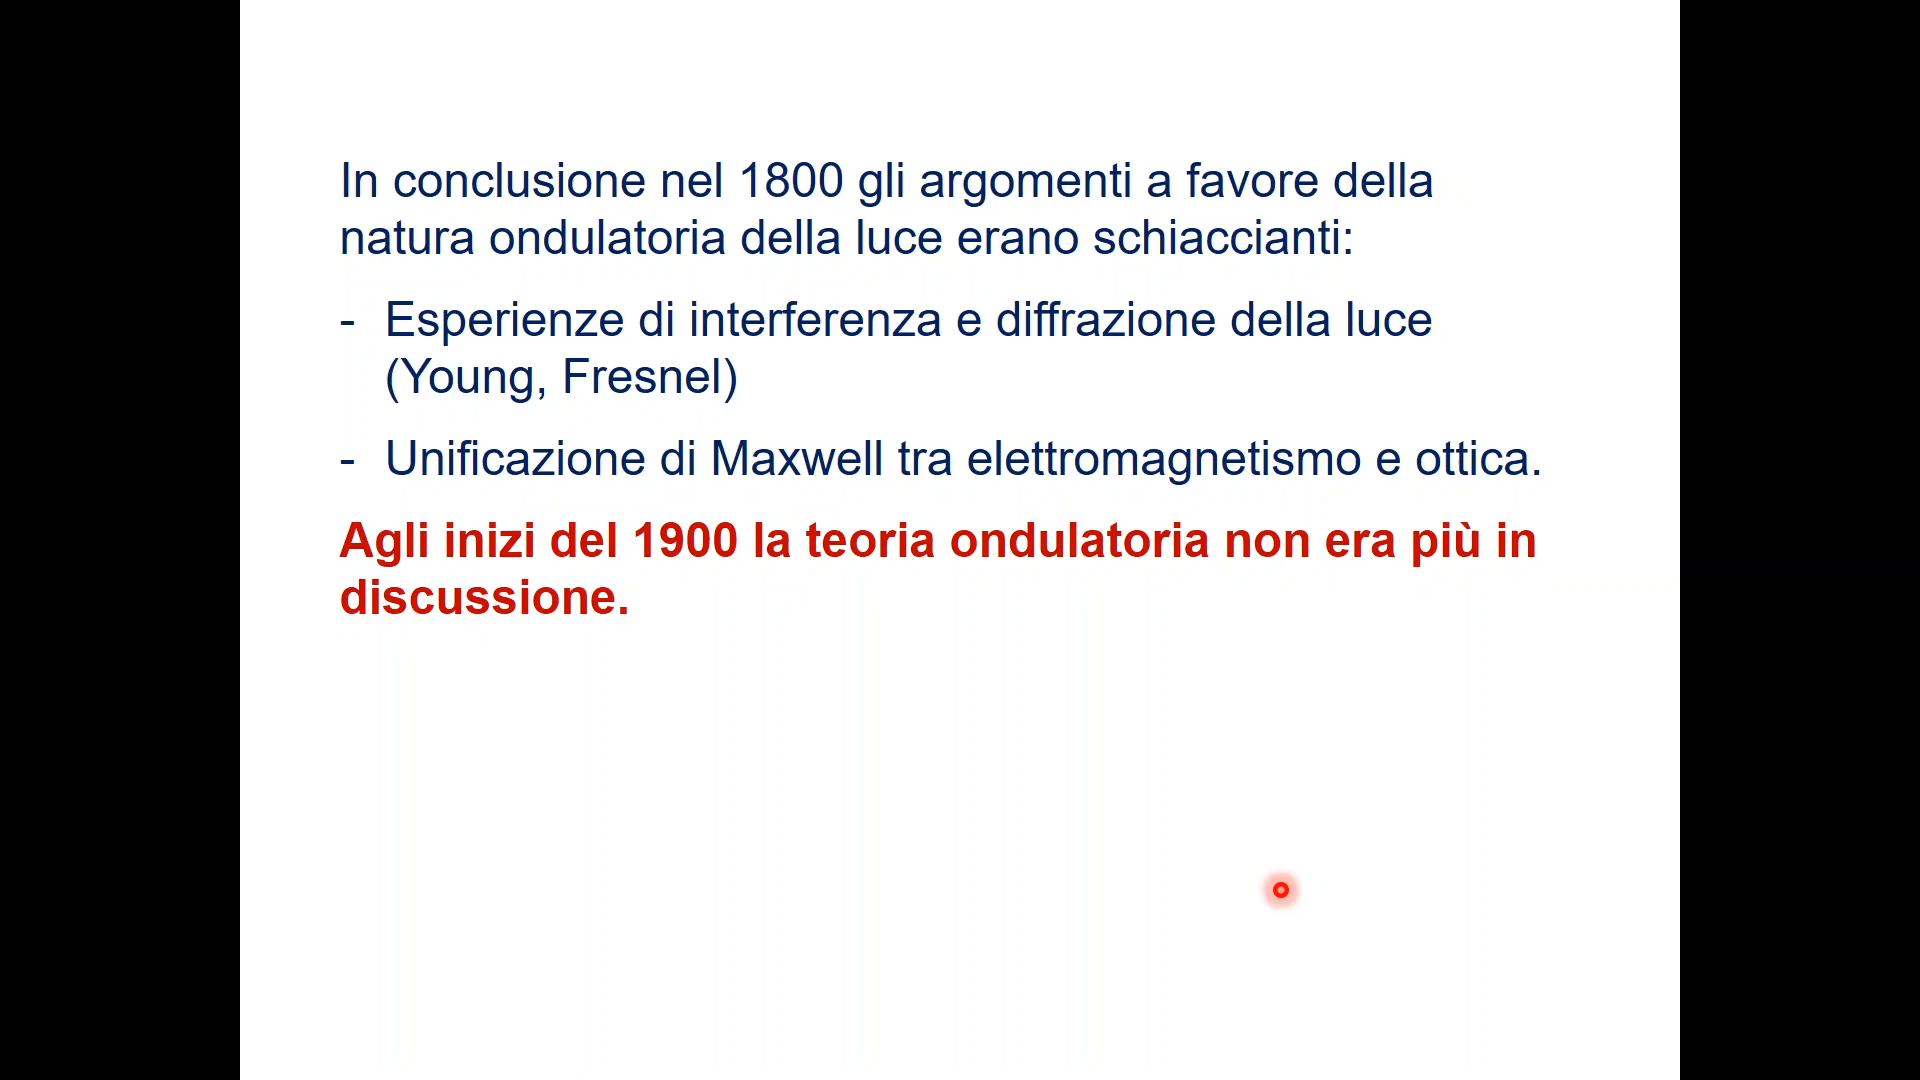 In conclusione nel 1800 gli argomenti a favore della
natura ondulatoria della luce erano schiaccianti:
- Esperienze di interferenza e diffrazione della luce
(Young, Fresnel)
- Unificazione di Maxwell tra elettromagnetismo e ottica.
Agli inizi del 1900 la teoria ondulatoria non era più in
discussione.